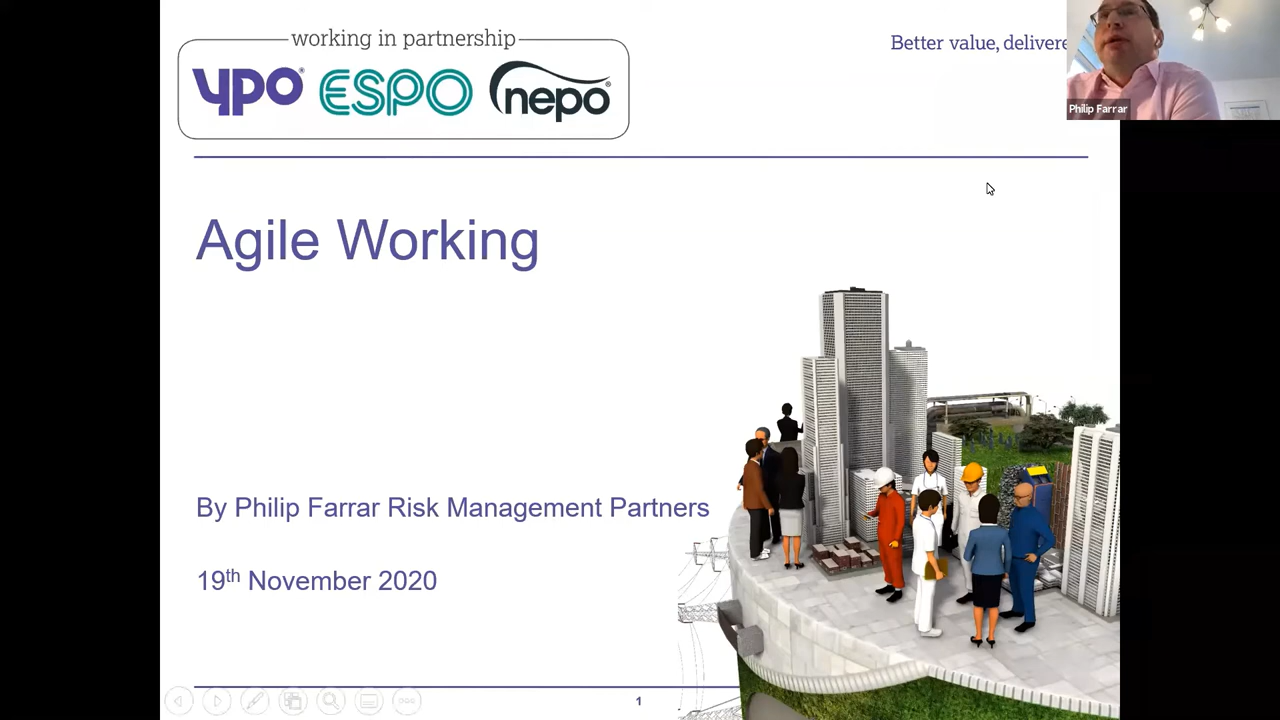 working in partnership
ypo
ESPO
nepo
Better value, delivere
Philip Farrar
Agile Working
By Philip Farrar Risk Management Partners
19th November 2020
1